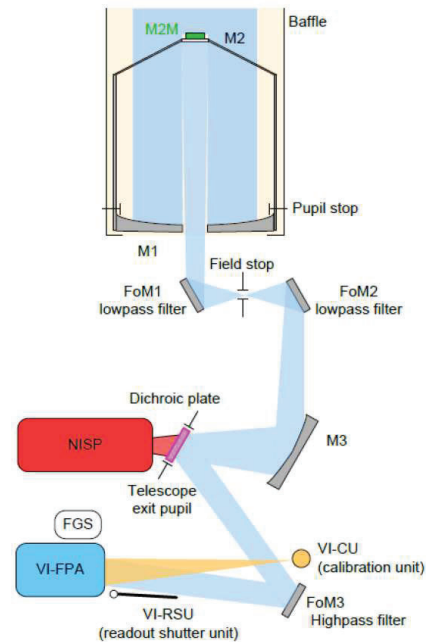 Baffle
M2M
M2
Pupil stop
M1
Field stop
FoM1
lowpass filter
FoM2
lowpass filter
Dichroic plate
NISP
M3
Telescope
exit pupil
FGS
VI-FPA
VI-CU
(calibration unit)
VI-RSU
(readout shutter unit)
FoM3
Highpass filter